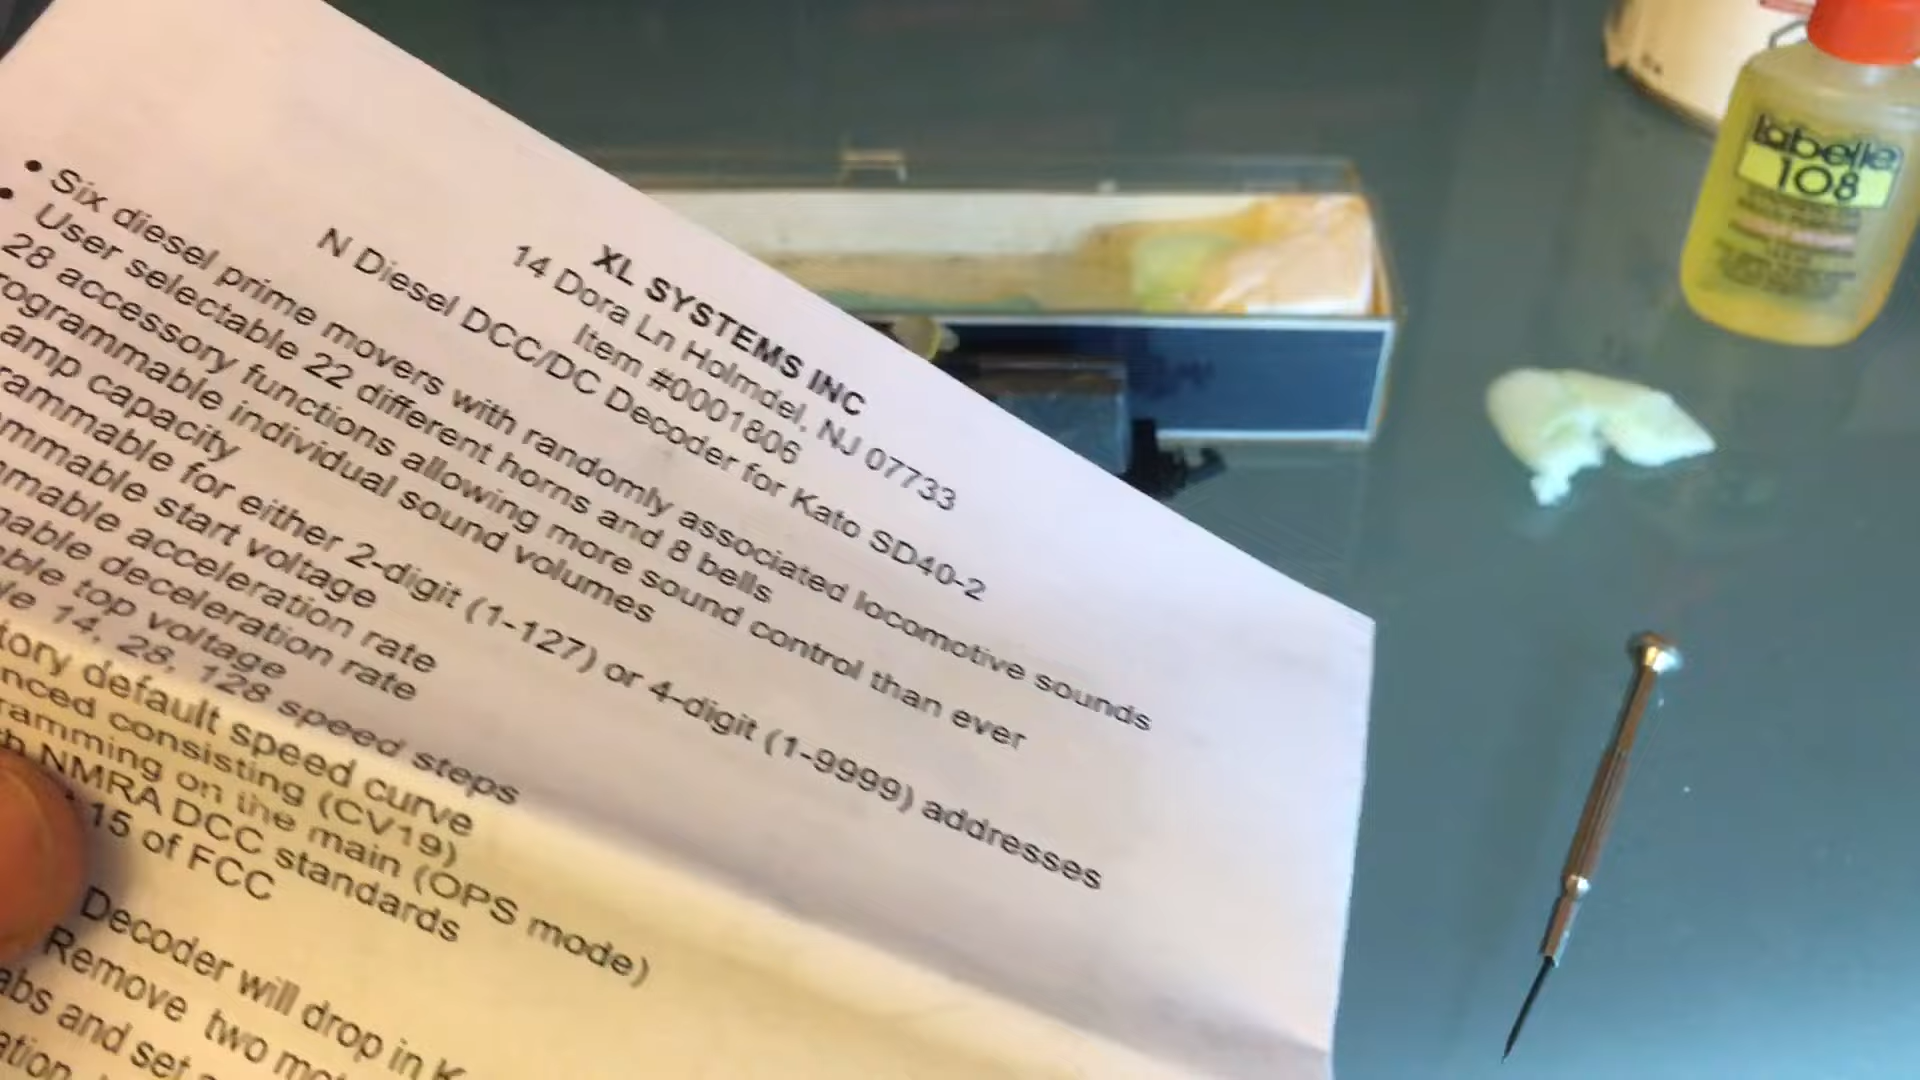 XL SYSTEMS INC
14 Dora Ln Holmdel, NJ 07733
Item #0001806
N Diesel DCC/DC Decoder for Kato SD40-2
• Six diesel prime movers with randomly associated locomotive sounds
• User selectable 22 different horns and 8 bells
28 accessory functions allowing more sound control than ever
rogrammable individual sound volumes
amp capacity
rammable for either 2-digit (1-127) or 4-digit (1-9999) addresses
mmable start voltage
mable acceleration rate
nable deceleration rate
ble top voltage
14, 28, 128 speed steps
tory default speed curve
nced consisting (CV19)
ramming on the main (OPS mode)
NMRA DCC standards
15 of FCC
Decoder will drop in K
Remove two mot
abs and set
ation
Labelle
108